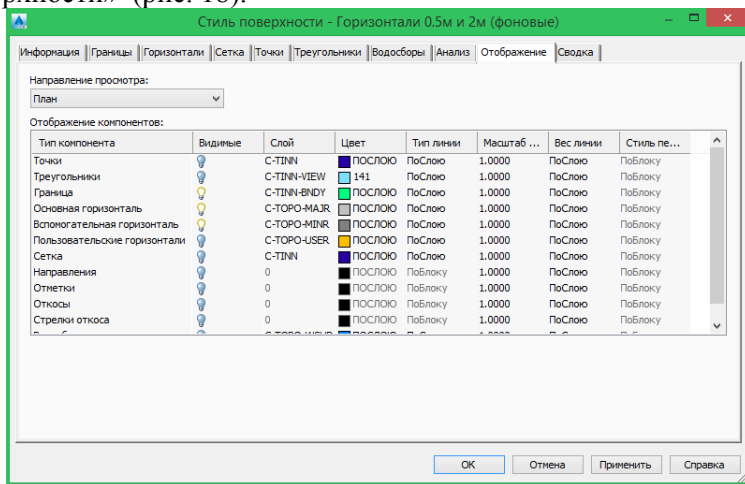 (рис. 18).
Стиль поверхности - Горизонтали 0.5м и 2м (фоновые)
Информация Границы Горизонтали Сетка Точки Треугольники Водосборы Анализ Отображение Сводка
Направление просмотра:
План
Отображение компонентов:
Тип компонента Видимые Слой Цвет Тип линии Масштаб ... Вес линии Стиль пе...
Точки C-TINN ПОСЛОЮ ПоСлою 1.0000 ПоСлою ПоБлоку
Треугольники C-TINN-VIEW 141 ПоСлою 1.0000 ПоСлою ПоБлоку
Граница C-TINN-BNDY ПОСЛОЮ ПоСлою 1.0000 ПоСлою ПоБлоку
Основная горизонталь C-TOPO-MAJR ПОСЛОЮ ПоСлою 1.0000 ПоСлою ПоБлоку
Вспомогательная горизонталь C-TOPO-MINR ПОСЛОЮ ПоСлою 1.0000 ПоСлою ПоБлоку
Пользовательские горизонтали C-TOPO-USER ПОСЛОЮ ПоСлою 1.0000 ПоСлою ПоБлоку
Сетка C-TINN ПОСЛОЮ ПоСлою 1.0000 ПоСлою ПоБлоку
Направления 0 ПОСЛОЮ ПоБлоку 1.0000 ПоСлою ПоБлоку
Отметки 0 ПОСЛОЮ ПоБлоку 1.0000 ПоСлою ПоБлоку
Откосы 0 ПОСЛОЮ ПоБлоку 1.0000 ПоСлою ПоБлоку
Стрелки откоса 0 ПОСЛОЮ ПоБлоку 1.0000 ПоСлою ПоБлоку
ОК Отмена Применить Справка